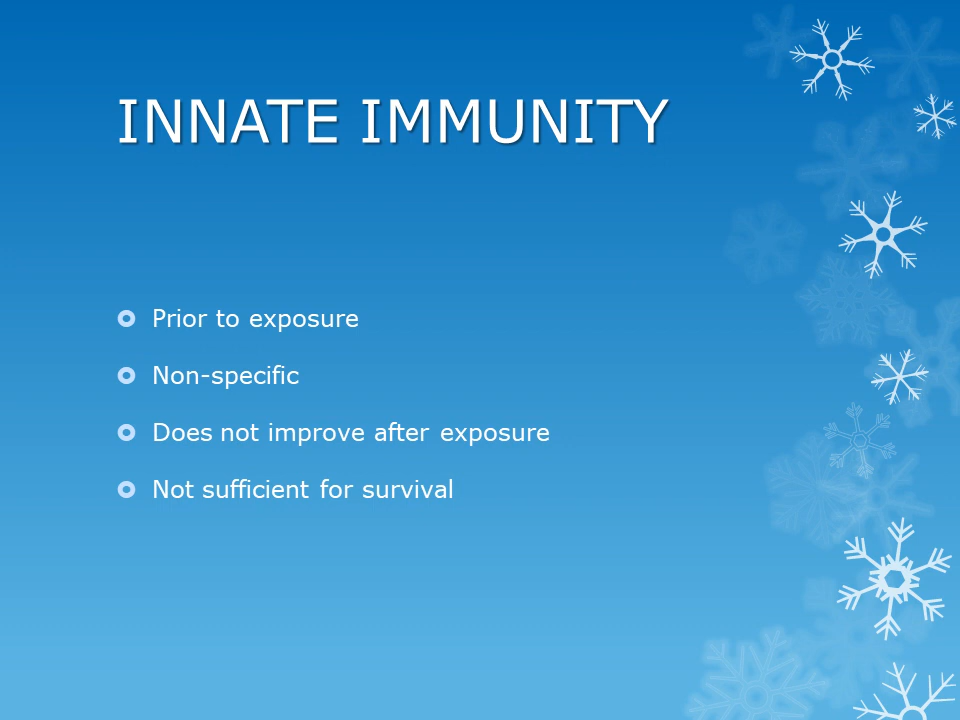 INNATE IMMUNITY
Prior to exposure
Non-specific
Does not improve after exposure
Not sufficient for survival